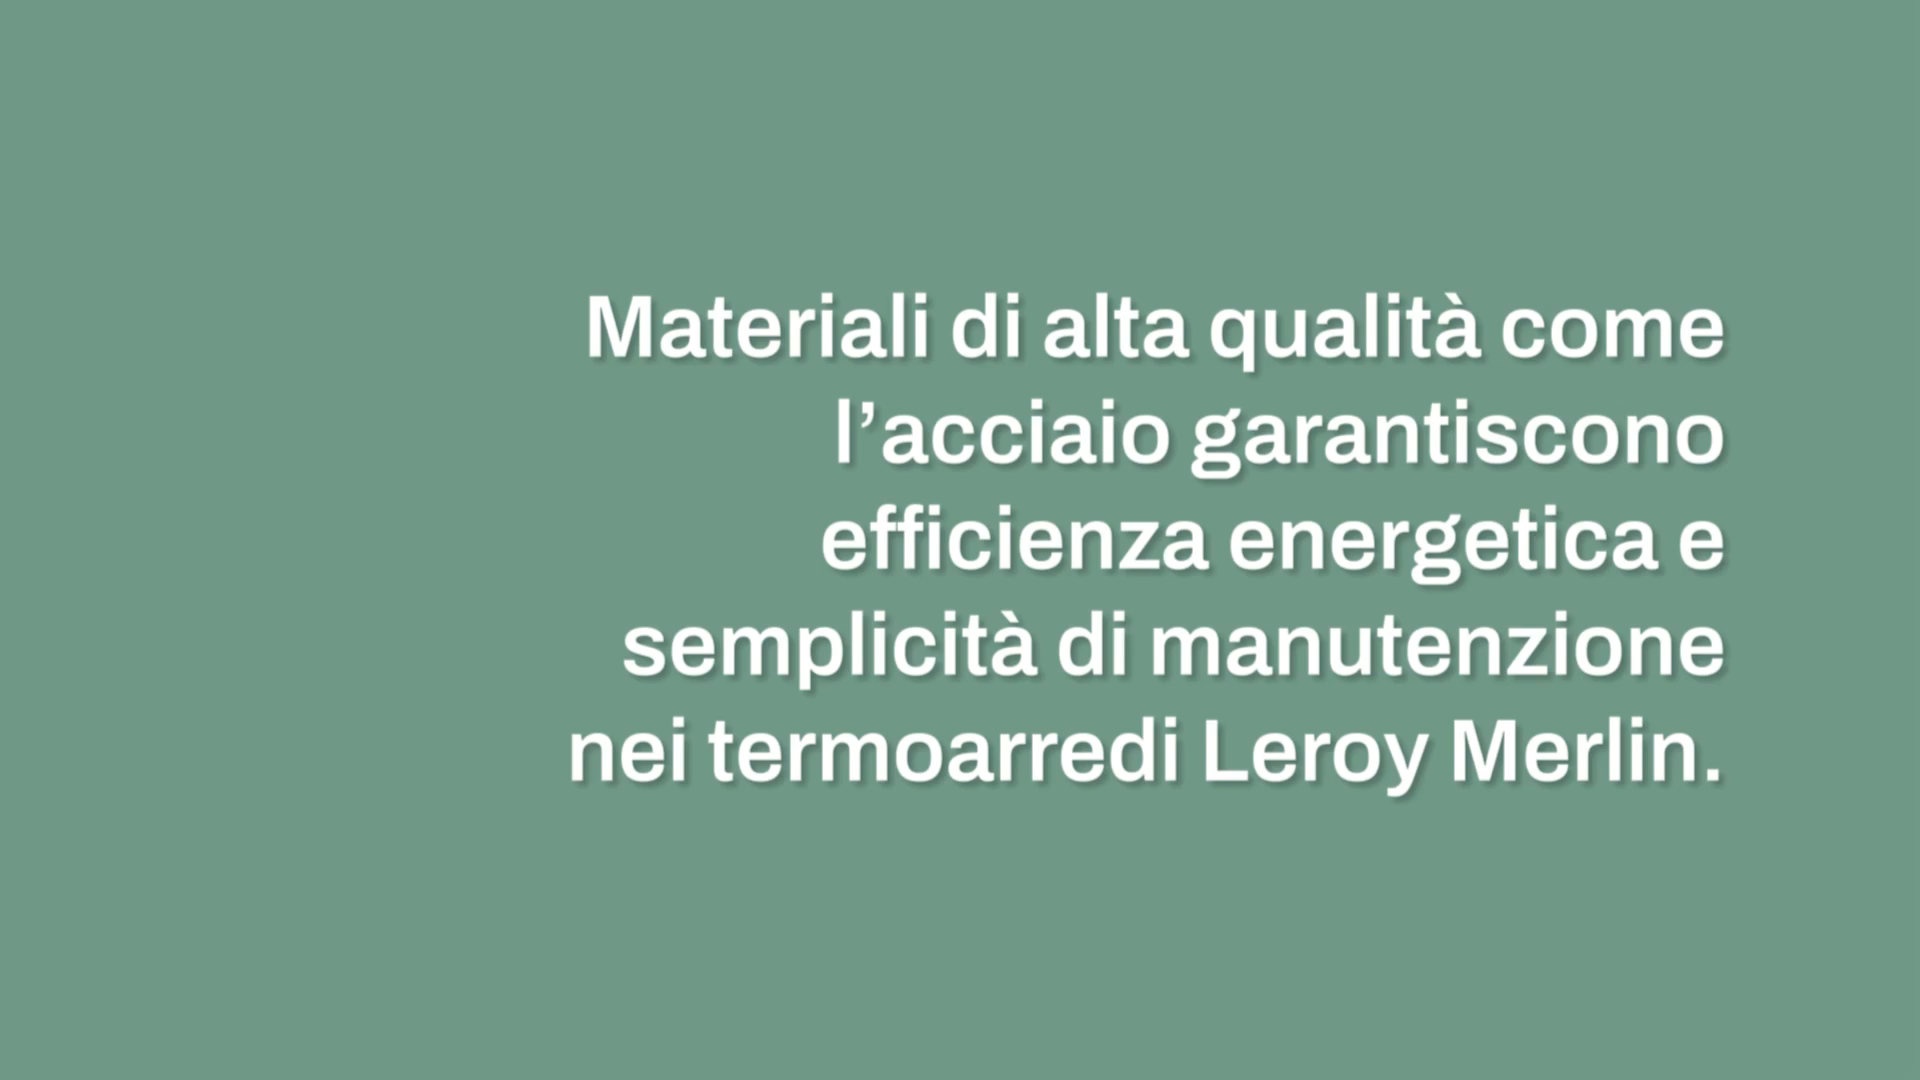 Materiali di alta qualità come
l’acciaio garantiscono
efficienza energetica e
semplicità di manutenzione
nei termoarredi Leroy Merlin.